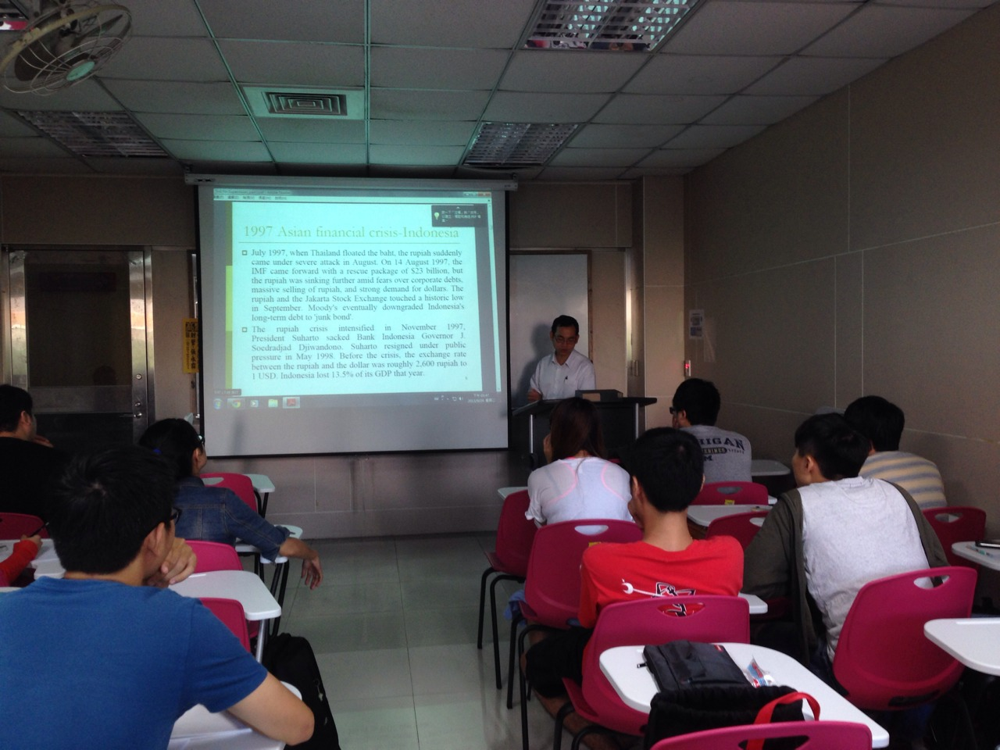 1997 Asian financial crisis-Indonesia
July 1997, when Thailand floated the baht, the rupiah suddenly
came under severe attack in August. On 14 August 1997, the
IMF came forward with a rescue package of $23 billion, but
the rupiah was sinking further amid fears over corporate debts,
massive selling of rupiah, and strong demand for dollars. The
rupiah and the Jakarta Stock Exchange touched a historic low
in September. Moody's eventually downgraded Indonesia's
long-term debt to 'junk bond'.
The rupiah crisis intensified in November 1997,
President Suharto sacked Bank Indonesia Governor J.
Soedradjad Djiwandono. Suharto resigned under public
pressure in May 1998. Before the crisis, the exchange rate
between the rupiah and the dollar was roughly 2,600 rupiah to
1 USD. Indonesia lost 13.5% of its GDP that year.